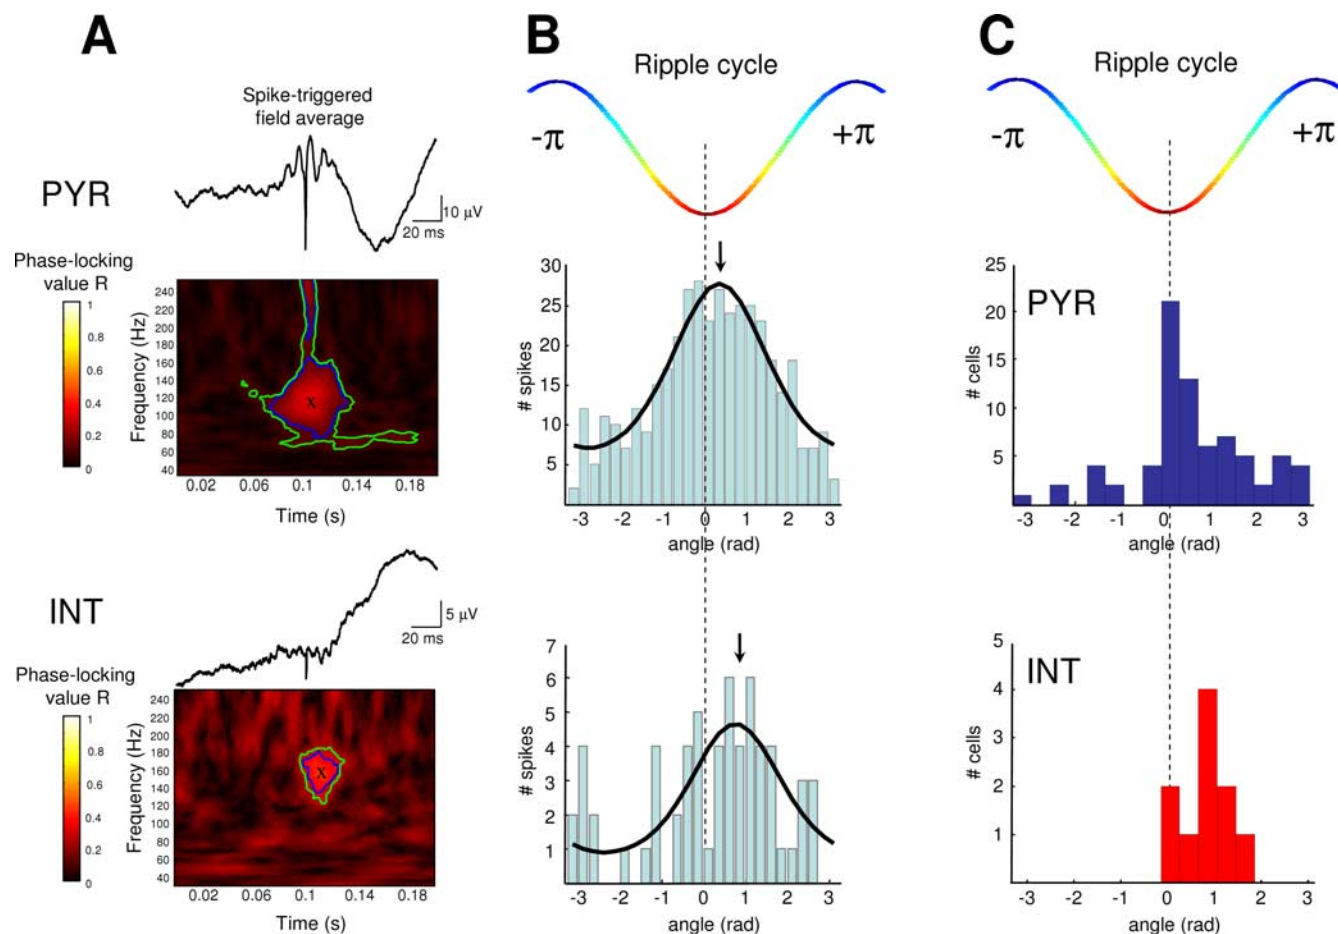 A
Spike-triggered
field average
PYR
10 µV
20 ms
Phase-locking
value R
1
0.8
0.6
0.4
0.2
0
Frequency (Hz)
240
220
200
180
160
140
120
100
80
60
40
X
0.02 0.06 0.1 0.14 0.18
Time (s)
INT
5 µV
20 ms
Phase-locking
value R
1
0.8
0.6
0.4
0.2
0
Frequency (Hz)
240
220
200
180
160
140
120
100
80
60
40
X
0.02 0.06 0.1 0.14 0.18
Time (s)
B
Ripple cycle
-π +π
# spikes
30
25
20
15
10
5
-3 -2 -1 0 1 2 3
angle (rad)
# spikes
7
6
5
4
3
2
1
-3 -2 -1 0 1 2 3
angle (rad)
C
Ripple cycle
-π +π
PYR
# cells
25
20
15
10
5
-3 -2 -1 0 1 2 3
angle (rad)
INT
# cells
5
4
3
2
1
-3 -2 -1 0 1 2 3
angle (rad)